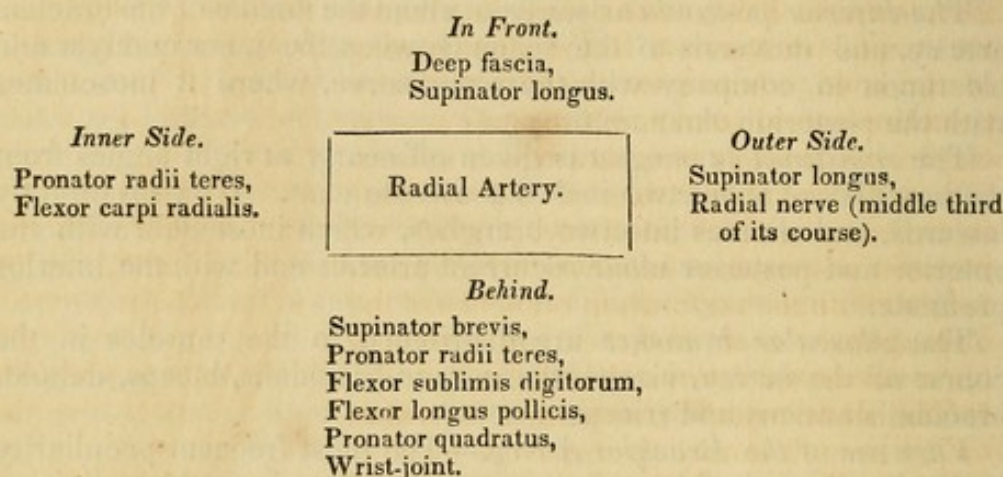 In Front.
Deep fascia,
Supinator longus.
Inner Side.
Pronator radii teres,
Flexor carpi radialis.
Radial Artery.
Outer Side.
Supinator longus,
Radial nerve (middle third
of its course).
Behind.
Supinator brevis,
Pronator radii teres,
Flexor sublimis digitorum,
Flexor longus pollicis,
Pronator quadratus,
Wrist-joint.